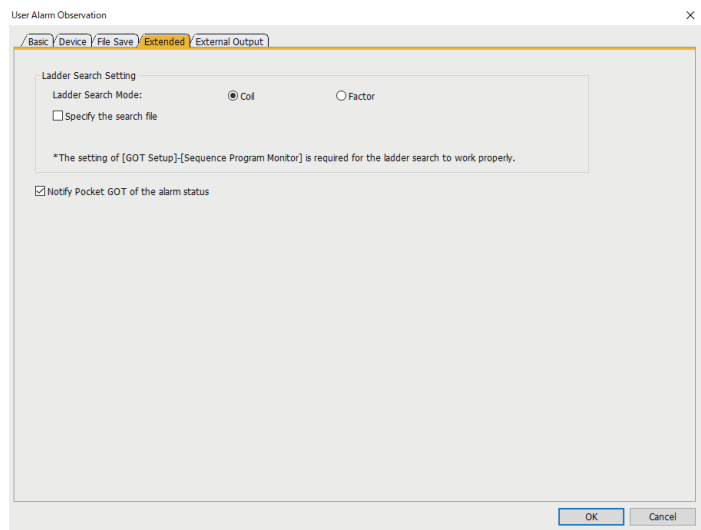 User Alarm Observation
Basic Device File Save Extended External Output
Ladder Search Setting
Ladder Search Mode: Coil Factor
Specify the search file
*The setting of [GOT Setup]-[Sequence Program Monitor] is required for the ladder search to work properly.
Notify Pocket GOT of the alarm status
OK Cancel